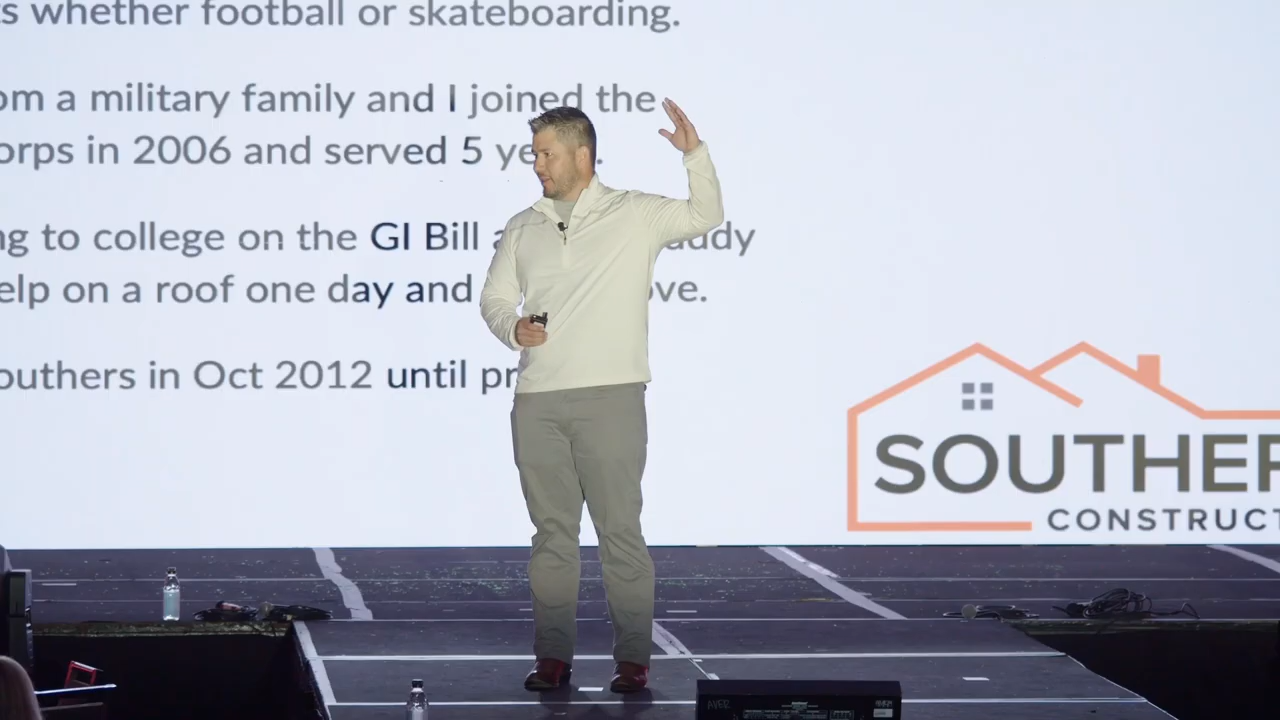 s whether football or skateboarding.
om a military family and I joined the
orps in 2006 and served 5 ye .
ng to college on the GI Bill a addy
elp on a roof one day and ove.
outhers in Oct 2012 until pr
SOUTHER
CONSTRUCT